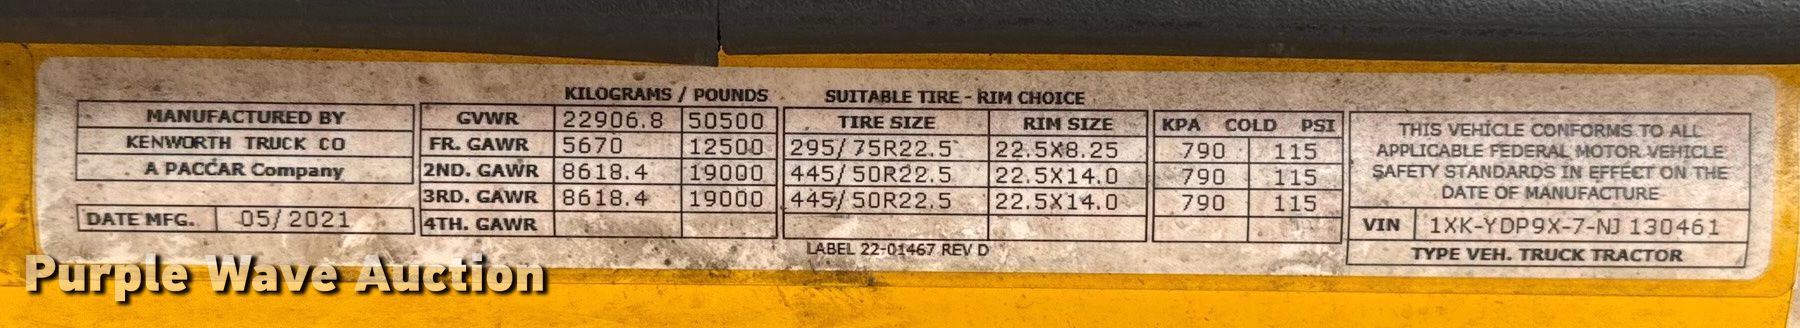 KILOGRAMS / POUNDS SUITABLE TIRE - RIM CHOICE
MANUFACTURED BY GVWR 22906.8 50500 TIRE SIZE RIM SIZE KPA COLD PSI
KENWORTH TRUCK CO FR. GAWR 5670 12500 295/75R22.5 22.5X8.25 790 115
A PACCAR Company 2ND. GAWR 8618.4 19000 445/50R22.5 22.5X14.0 790 115
3RD. GAWR 8618.4 19000 445/50R22.5 22.5X14.0 790 115
DATE MFG. 05/2021 4TH. GAWR
LABEL 22-01467 REV D
THIS VEHICLE CONFORMS TO ALL
APPLICABLE FEDERAL MOTOR VEHICLE
SAFETY STANDARDS IN EFFECT ON THE
DATE OF MANUFACTURE
VIN 1XK-YDP9X-7-NJ 130461
TYPE VEH. TRUCK TRACTOR
Purple Wave Auction